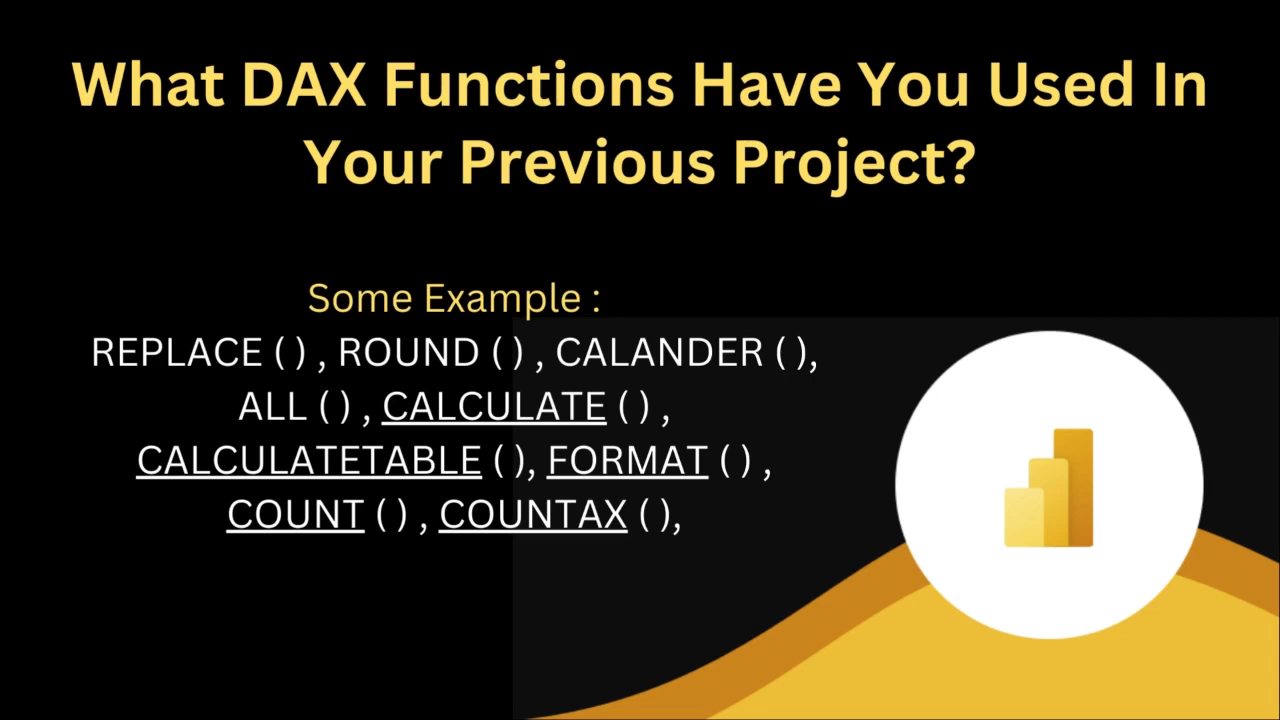 What DAX Functions Have You Used In
Your Previous Project?
Some Example :
REPLACE ( ) , ROUND ( ) , CALANDER ( ),
ALL ( ) , CALCULATE ( ) ,
CALCULATETABLE ( ), FORMAT ( ) ,
COUNT ( ) , COUNTAX ( ),